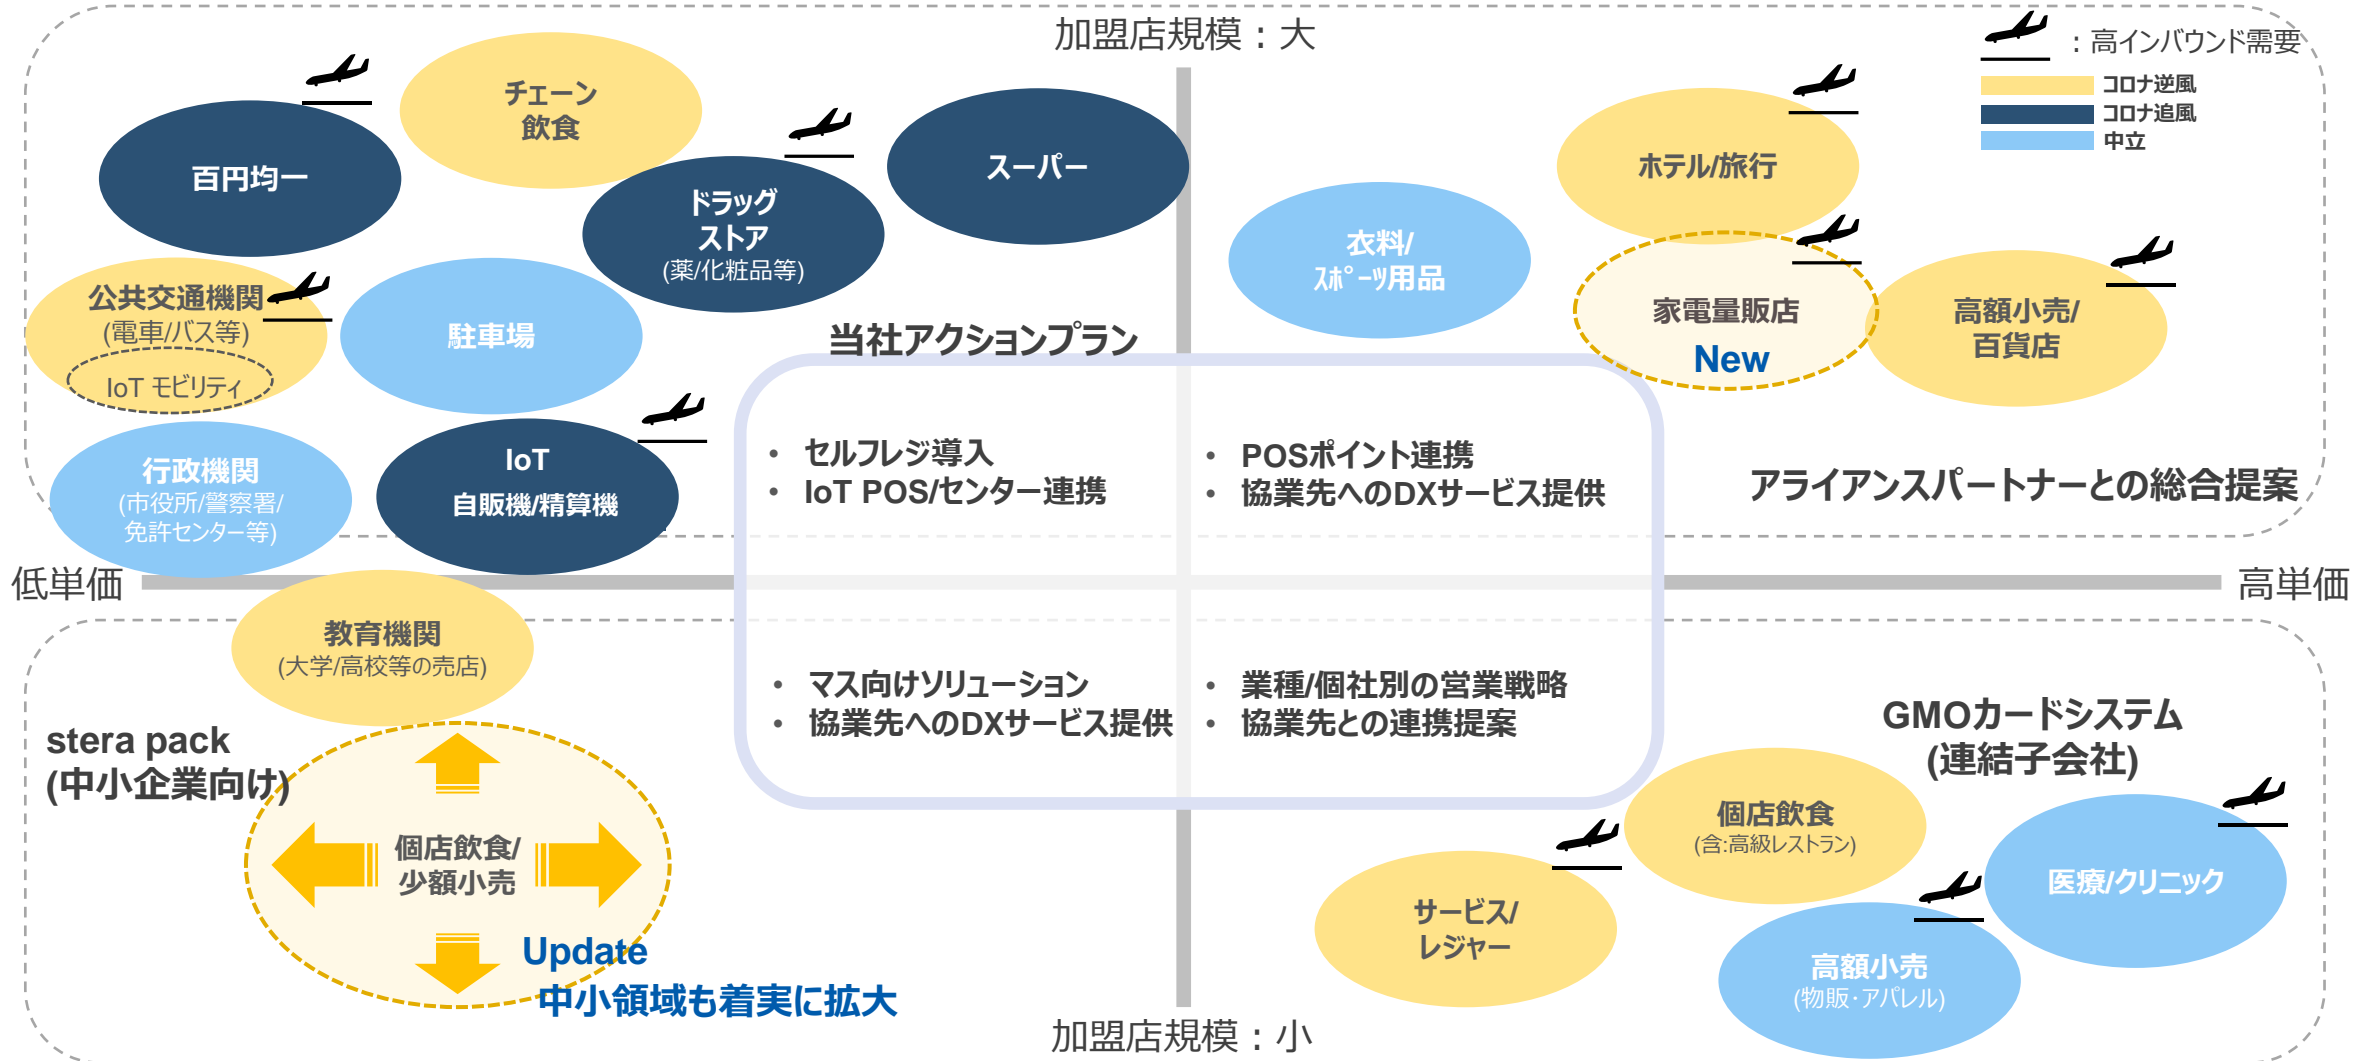 加盟店規模：大
：高インバウンド需要
コロナ逆風
コロナ追風
中立
百円均一
チェーン
飲食
ドラッグ
ストア
(薬/化粧品等)
スーパー
ホテル/旅行
衣料/
ｽﾎﾟｰﾂ用品
家電量販店
New
高額小売/
百貨店
公共交通機関
(電車/バス等)
IoT モビリティ
駐車場
行政機関
(市役所/警察署/
免許センター等)
IoT
自販機/精算機
当社アクションプラン
• セルフレジ導入
• IoT POS/センター連携
• POSポイント連携
• 協業先へのDXサービス提供
アライアンスパートナーとの総合提案
低単価
高単価
教育機関
(大学/高校等の売店)
• マス向けソリューション
• 協業先へのDXサービス提供
• 業種/個社別の営業戦略
• 協業先との連携提案
stera pack
(中小企業向け)
個店飲食/
少額小売
Update
中小領域も着実に拡大
GMOカードシステム
(連結子会社)
個店飲食
(含:高級レストラン)
医療/クリニック
サービス/
レジャー
高額小売
(物販･アパレル)
加盟店規模：小